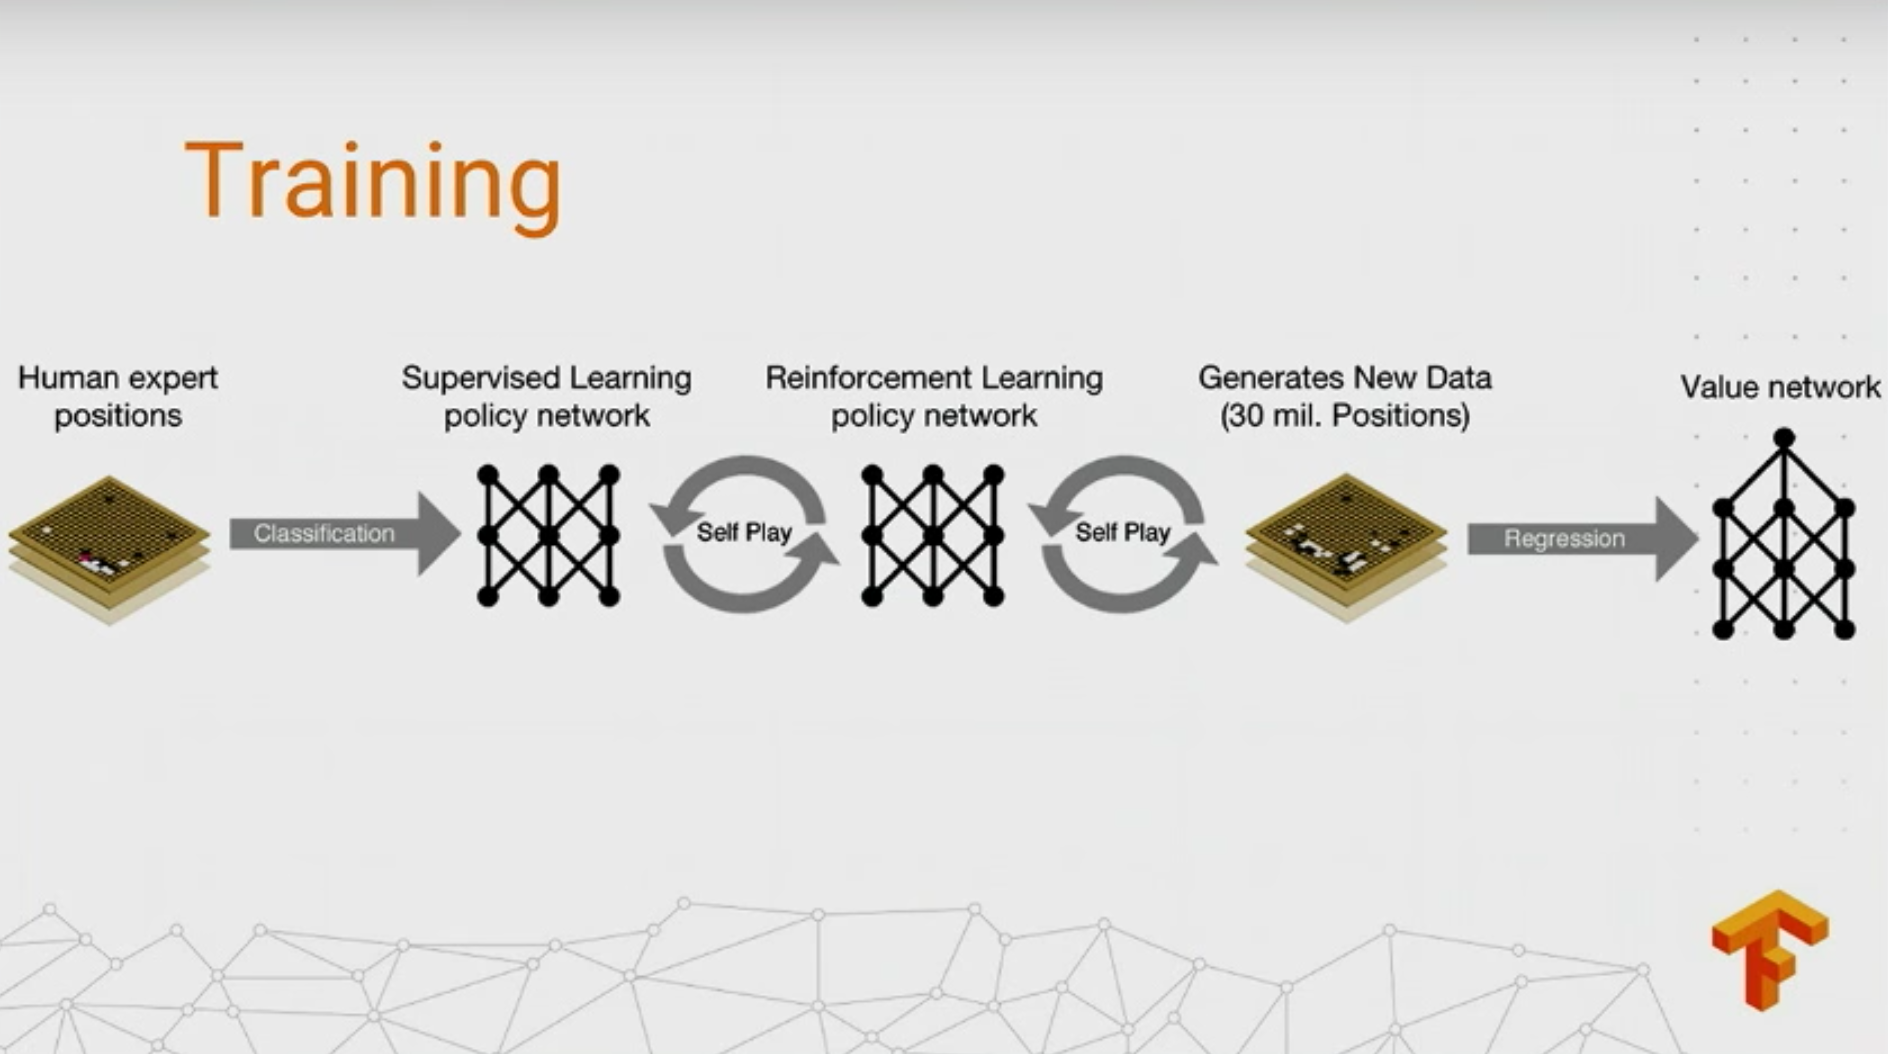 Training
Human expert
positions
Classification
Supervised Learning
policy network
Self Play
Reinforcement Learning
policy network
Self Play
Generates New Data
(30 mil. Positions)
Regression
Value network